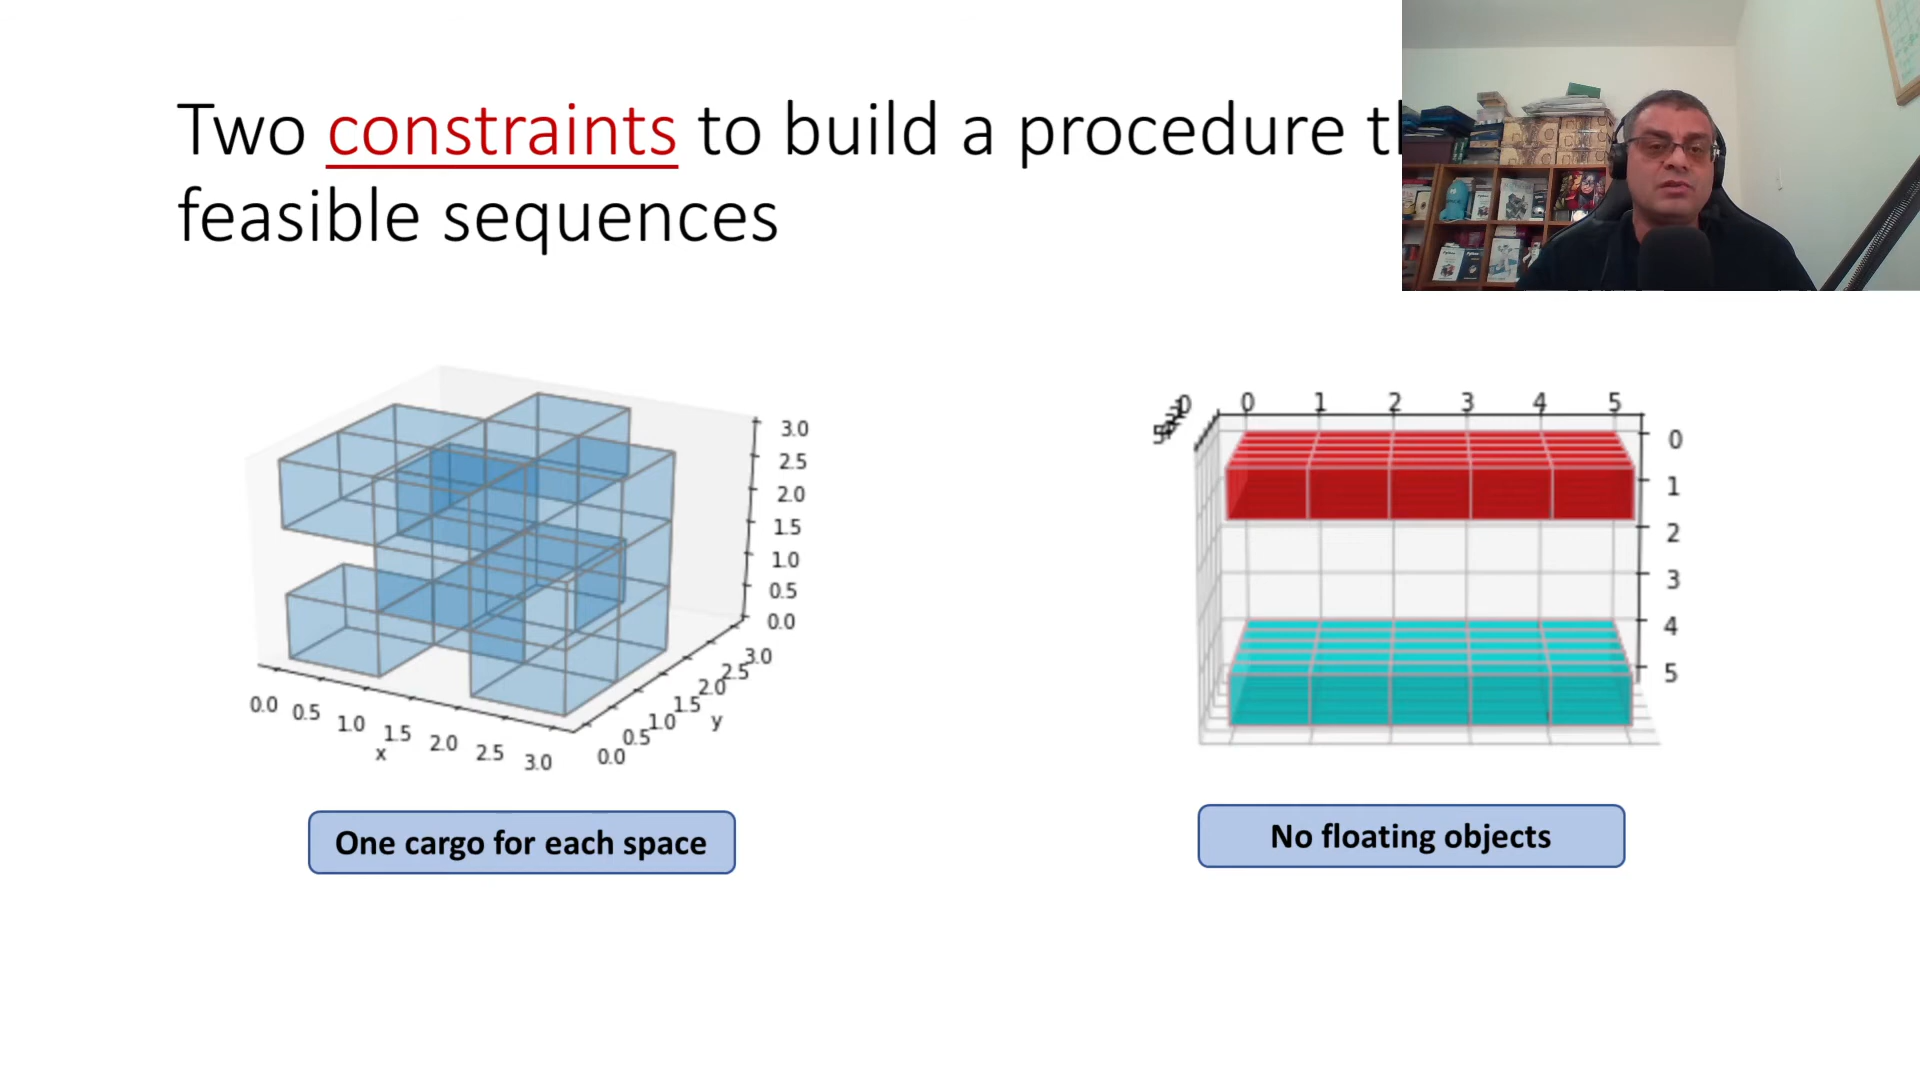 Two constraints to build a procedure
feasible sequences
3.0
2.5
2.0
1.5
1.0
0.5
0.0
0.0 0.5 1.0 1.5 2.0 2.5 3.0
x
0.0 0.5 1.0 1.5 2.0 2.5 3.0
y
0 1 2 3 4 5
0
1
2
3
4
5
One cargo for each space
No floating objects